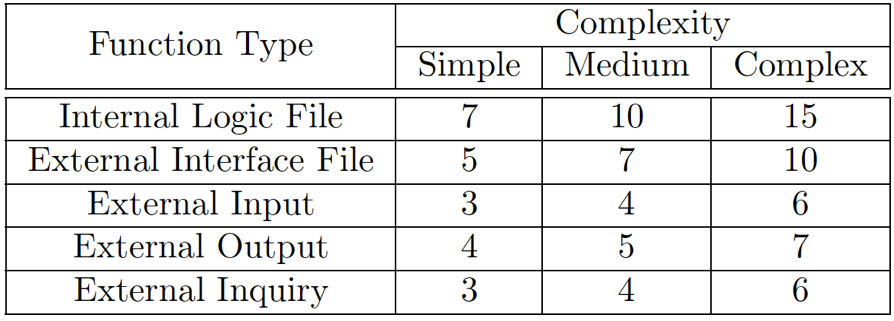 Function Type Complexity
Simple Medium Complex
Internal Logic File 7 10 15
External Interface File 5 7 10
External Input 3 4 6
External Output 4 5 7
External Inquiry 3 4 6